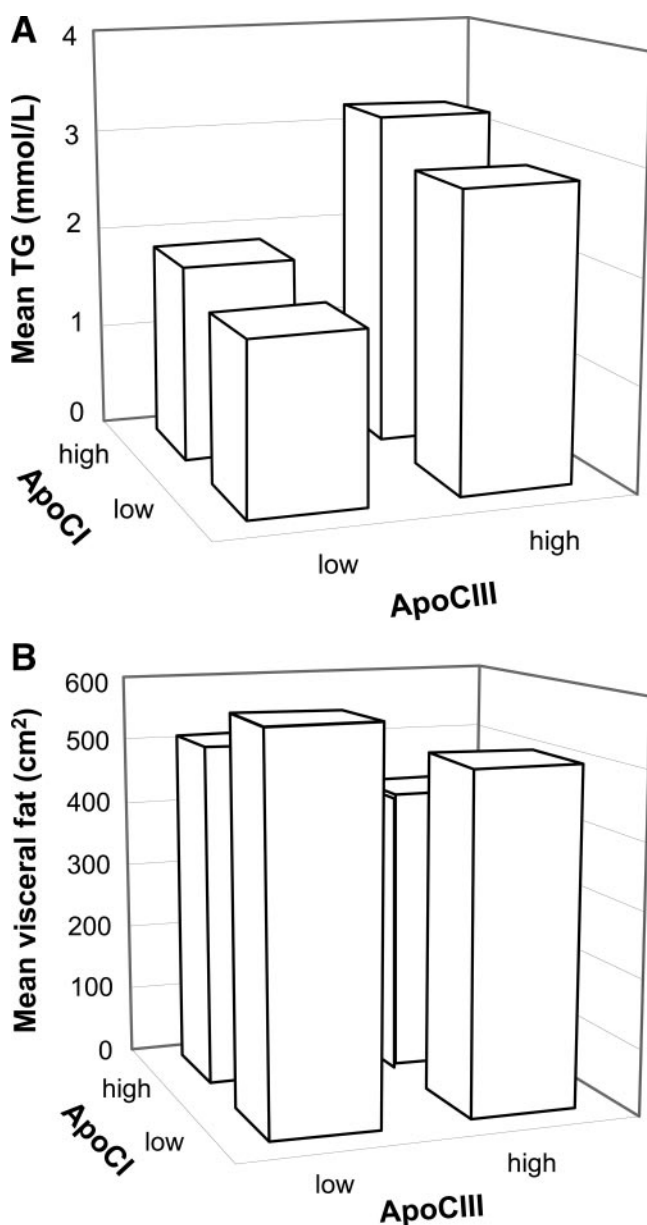 A
4
3
2
1
0
Mean TG (mmol/L)
high
low
ApoCI
low
high
ApoCIII
B
600
500
400
300
200
100
0
Mean visceral fat (cm²)
high
low
ApoCI
low
high
ApoCIII